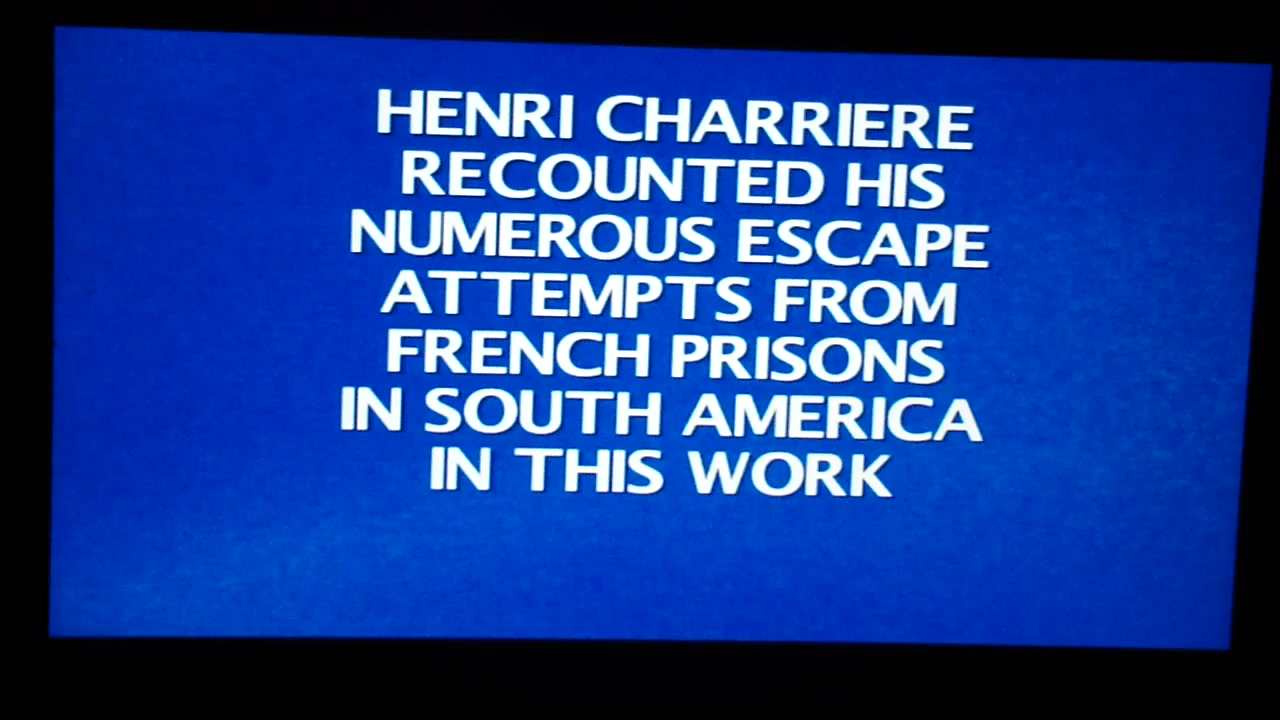 HENRI CHARRIERE
RECOUNTED HIS
NUMEROUS ESCAPE
ATTEMPTS FROM
FRENCH PRISONS
IN SOUTH AMERICA
IN THIS WORK